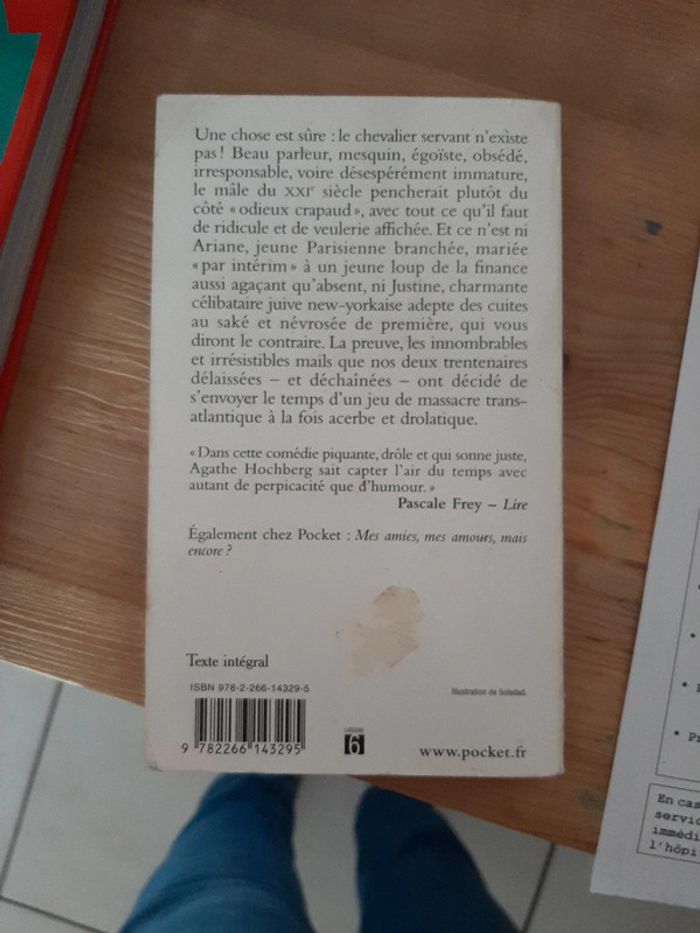 Une chose est sûre : le chevalier servant n'existe
pas ! Beau parleur, mesquin, égoïste, obsédé,
irresponsable, voire désespérément immature,
le mâle du XXIe siècle pencherait plutôt du
côté « odieux crapaud », avec tout ce qu'il faut
de ridicule et de veulerie affichée. Et ce n'est ni
Ariane, jeune Parisienne branchée, mariée
« par intérim » à un jeune loup de la finance
aussi agaçant qu'absent, ni Justine, charmante
célibataire juive new-yorkaise adepte des cuites
au saké et névrosée de première, qui vous
diront le contraire. La preuve, les innombrables
et irrésistibles mails que nos deux trentenaires
délaissées – et déchaînées – ont décidé de
s'envoyer le temps d'un jeu de massacre trans-
atlantique à la fois acerbe et drolatique.
« Dans cette comédie piquante, drôle et qui sonne juste,
Agathe Hochberg sait capter l'air du temps avec
autant de perpicacité que d'humour. »
Pascale Frey – Lire
Également chez Pocket : Mes amies, mes amours, mais
encore ?
Texte intégral
ISBN 978-2-266-14329-5
Illustration de Soledad.
9 782266 143295
6
www.pocket.fr
En cas
servic
immédi
l'hôpi